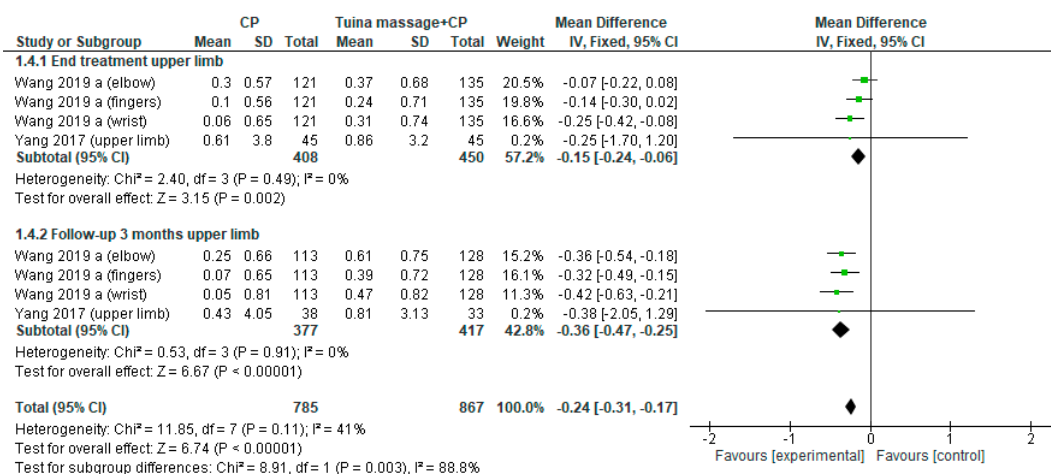 CP Tuina massage+CP Mean Difference Mean Difference
Study or Subgroup Mean SD Total Mean SD Total Weight IV, Fixed, 95% CI IV, Fixed, 95% CI
1.4.1 End treatment upper limb
Wang 2019 a (elbow) 0.3 0.57 121 0.37 0.68 135 20.5% -0.07 [-0.22, 0.08]
Wang 2019 a (fingers) 0.1 0.56 121 0.24 0.71 135 19.8% -0.14 [-0.30, 0.02]
Wang 2019 a (wrist) 0.06 0.65 121 0.31 0.74 135 16.6% -0.25 [-0.42, -0.08]
Yang 2017 (upper limb) 0.61 3.8 45 0.86 3.2 45 0.2% -0.25 [-1.70, 1.20]
Subtotal (95% CI) 408 450 57.2% -0.15 [-0.24, -0.06]
Heterogeneity: Chi² = 2.40, df = 3 (P = 0.49); I² = 0%
Test for overall effect: Z = 3.15 (P = 0.002)
1.4.2 Follow-up 3 months upper limb
Wang 2019 a (elbow) 0.25 0.66 113 0.61 0.75 128 15.2% -0.36 [-0.54, -0.18]
Wang 2019 a (fingers) 0.07 0.65 113 0.39 0.72 128 16.1% -0.32 [-0.49, -0.15]
Wang 2019 a (wrist) 0.05 0.81 113 0.47 0.82 128 11.3% -0.42 [-0.63, -0.21]
Yang 2017 (upper limb) 0.43 4.05 38 0.81 3.13 33 0.2% -0.38 [-2.05, 1.29]
Subtotal (95% CI) 377 417 42.8% -0.36 [-0.47, -0.25]
Heterogeneity: Chi² = 0.53, df = 3 (P = 0.91); I² = 0%
Test for overall effect: Z = 6.67 (P < 0.00001)
Total (95% CI) 785 867 100.0% -0.24 [-0.31, -0.17]
Heterogeneity: Chi² = 11.85, df = 7 (P = 0.11); I² = 41%
Test for overall effect: Z = 6.74 (P < 0.00001)
Test for subgroup differences: Chi² = 8.91, df = 1 (P = 0.003), I² = 88.8%
-2 -1 0 1 2
Favours [experimental] Favours [control]